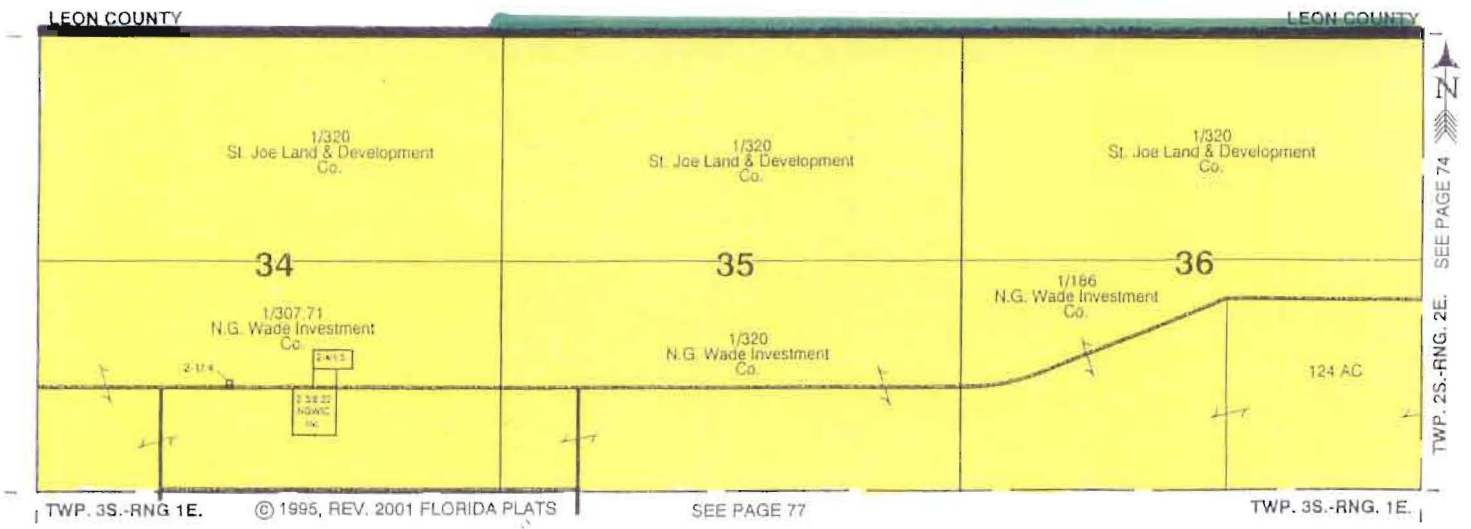 LEON COUNTY
LEON COUNTY
N
1/320
St. Joe Land & Development
Co.
1/320
St. Joe Land & Development
Co.
1/320
St. Joe Land & Development
Co.
SEE PAGE 74
34
35
36
1/307.71
N.G. Wade Investment
Co.
1/320
N.G. Wade Investment
Co.
1/186
N.G. Wade Investment
Co.
124 AC
TWP. 2S.-RNG. 2E.
TWP. 3S.-RNG 1E.
© 1995, REV. 2001 FLORIDA PLATS
SEE PAGE 77
TWP. 3S.-RNG. 1E.